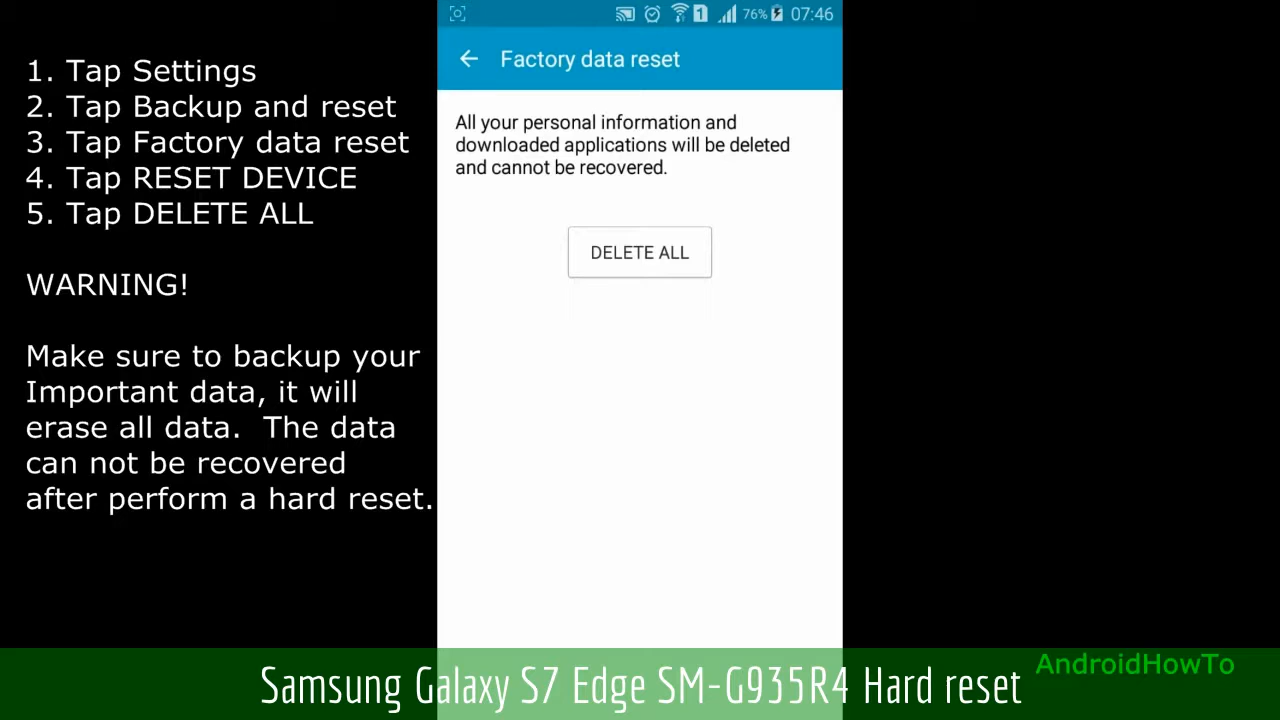 1. Tap Settings
2. Tap Backup and reset
3. Tap Factory data reset
4. Tap RESET DEVICE
5. Tap DELETE ALL
WARNING!
Make sure to backup your
Important data, it will
erase all data.  The data
can not be recovered
after perform a hard reset.
1 76% 07:46
Factory data reset
All your personal information and
downloaded applications will be deleted
and cannot be recovered.
DELETE ALL
AndroidHowTo
Samsung Galaxy S7 Edge SM-G935R4 Hard reset